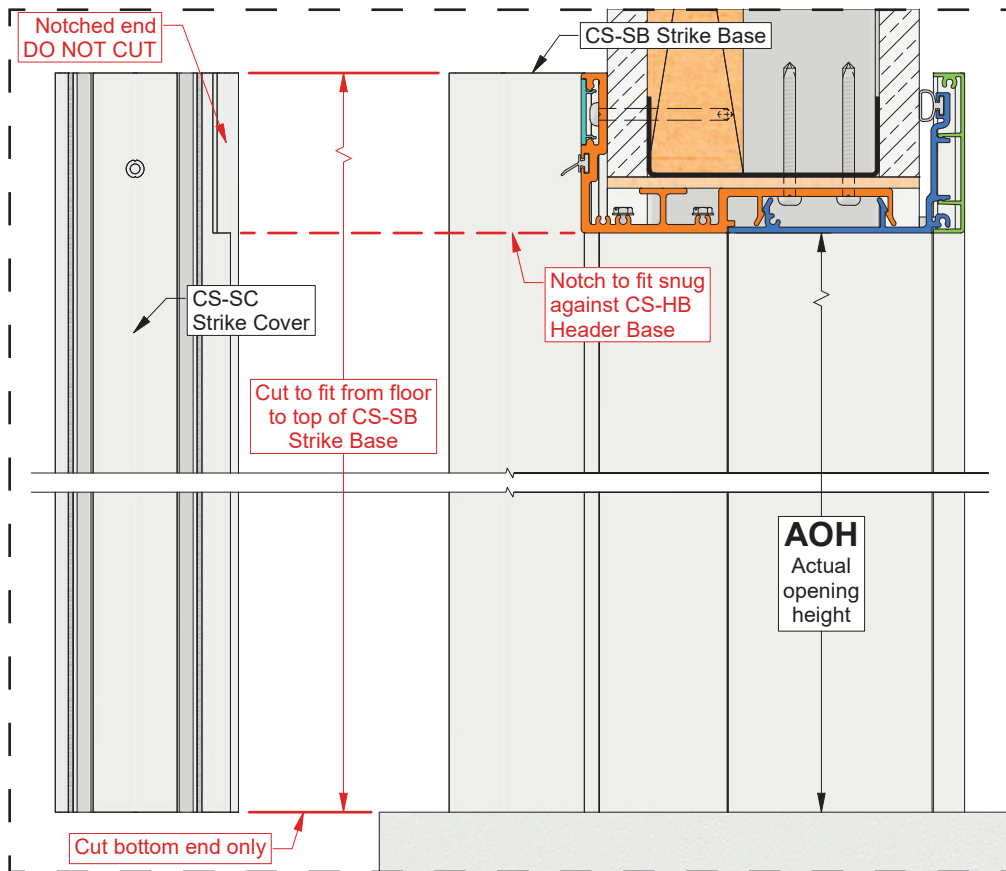 Notched end
DO NOT CUT
CS-SB Strike Base
CS-SC
Strike Cover
Notch to fit snug
against CS-HB
Header Base
Cut to fit from floor
to top of CS-SB
Strike Base
AOH
Actual
opening
height
Cut bottom end only